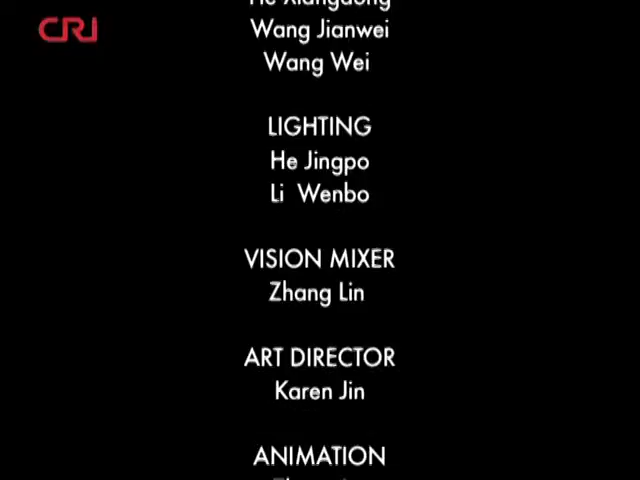 CRI
Wang Jianwei
Wang Wei
LIGHTING
He Jingpo
Li Wenbo
VISION MIXER
Zhang Lin
ART DIRECTOR
Karen Jin
ANIMATION